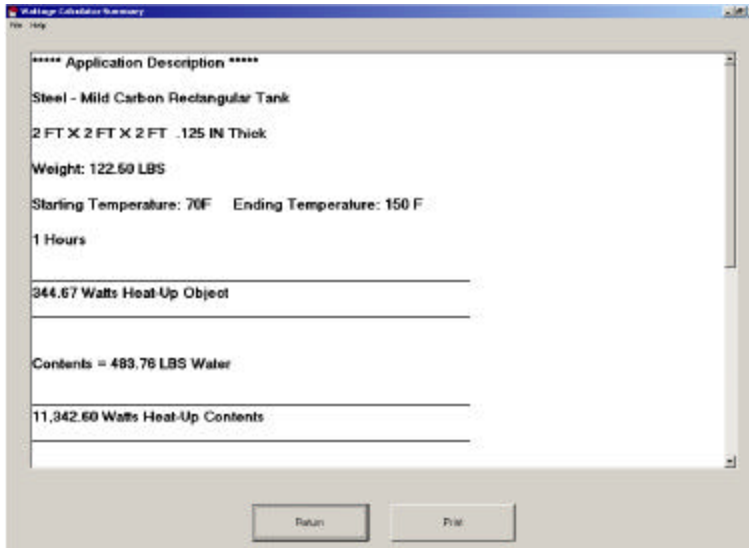 Wattage Calculator Summary
File Help
***** Application Description *****
Steel - Mild Carbon Rectangular Tank
2 FT X 2 FT X 2 FT .125 IN Thick
Weight: 122.50 LBS
Starting Temperature: 70F Ending Temperature: 150 F
1 Hours
344.67 Watts Heat-Up Object
Contents = 483.76 LBS Water
11,342.60 Watts Heat-Up Contents
Return Print